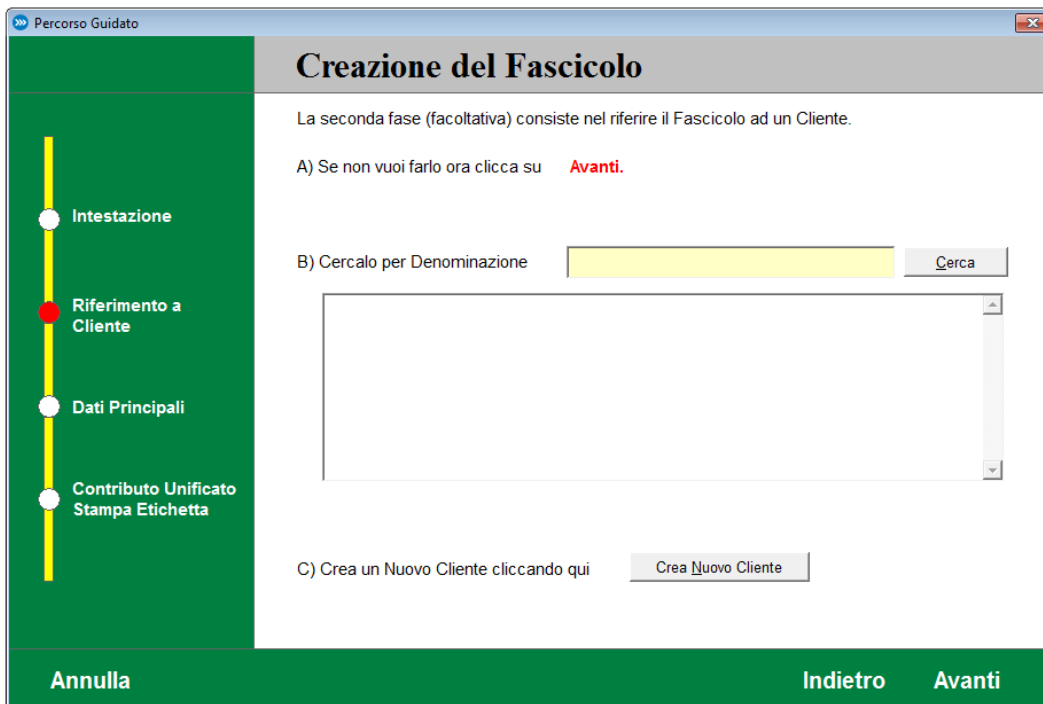 Percorso Guidato
Creazione del Fascicolo
La seconda fase (facoltativa) consiste nel riferire il Fascicolo ad un Cliente.
A) Se non vuoi farlo ora clicca su Avanti.
Intestazione
B) Cercalo per Denominazione
Cerca
Riferimento a
Cliente
Dati Principali
Contributo Unificato
Stampa Etichetta
C) Crea un Nuovo Cliente cliccando qui
Crea Nuovo Cliente
Annulla
Indietro
Avanti